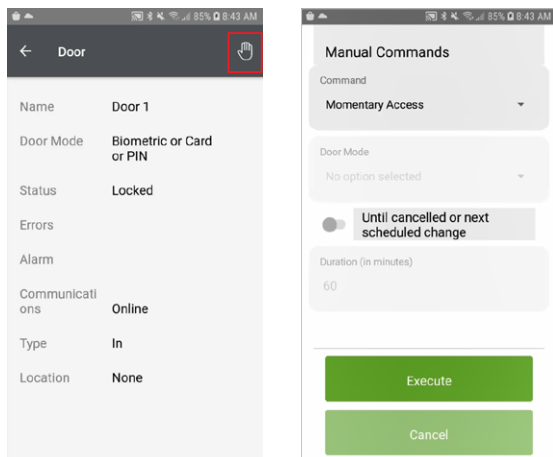 85% 8:43 AM
Door
Name Door 1
Door Mode Biometric or Card
or PIN
Status Locked
Errors
Alarm
Communicati
ons Online
Type In
Location None
85% 8:43 AM
Manual Commands
Command
Momentary Access
Door Mode
No option selected
Until cancelled or next
scheduled change
Duration (in minutes)
60
Execute
Cancel